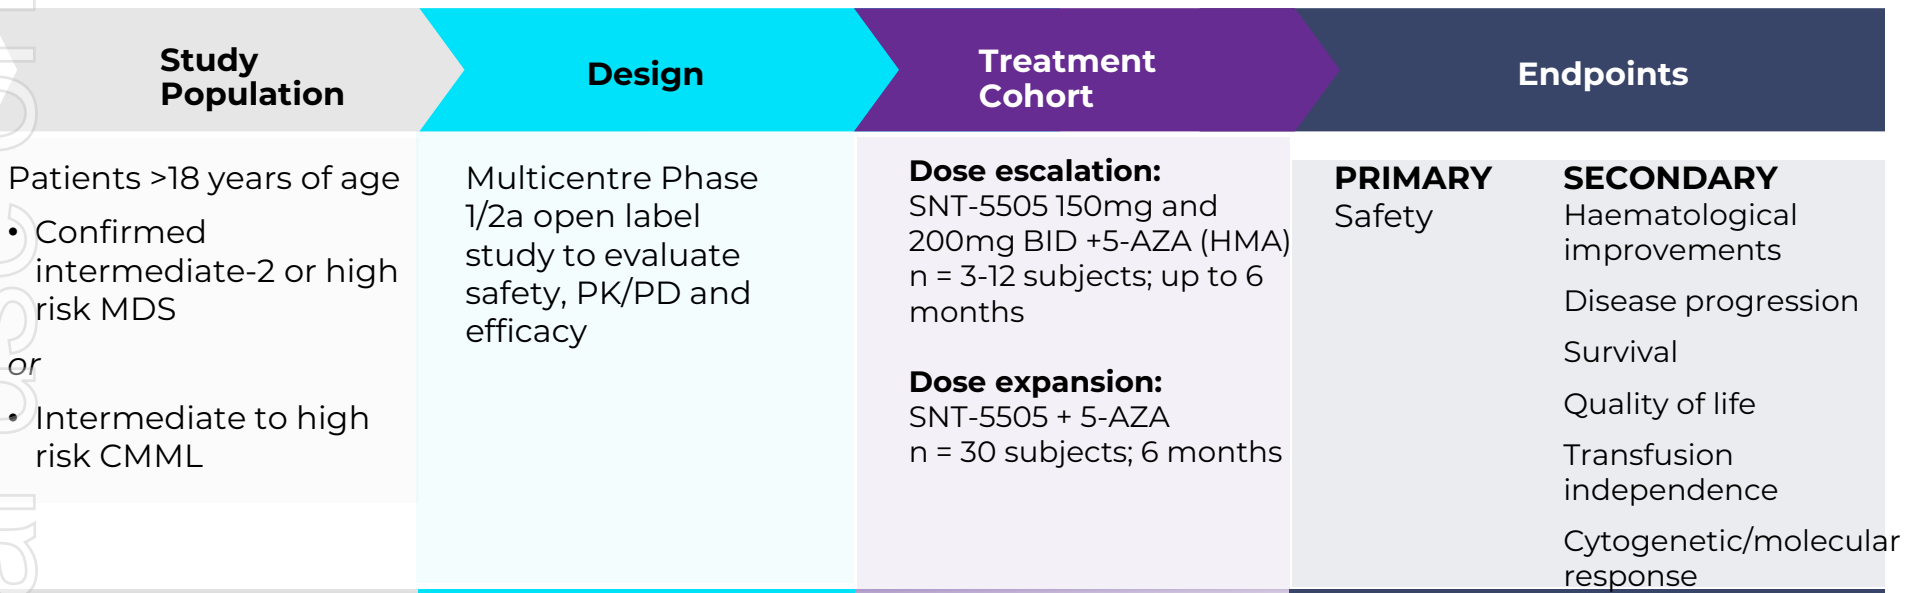 Study
Population
Design
Treatment
Cohort
Endpoints
Patients >18 years of age
• Confirmed
intermediate-2 or high
risk MDS
or
• Intermediate to high
risk CMML
Multicentre Phase
1/2a open label
study to evaluate
safety, PK/PD and
efficacy
Dose escalation:
SNT-5505 150mg and
200mg BID +5-AZA (HMA)
n = 3-12 subjects; up to 6
months
Dose expansion:
SNT-5505 + 5-AZA
n = 30 subjects; 6 months
PRIMARY
Safety
SECONDARY
Haematological
improvements
Disease progression
Survival
Quality of life
Transfusion
independence
Cytogenetic/molecular
response